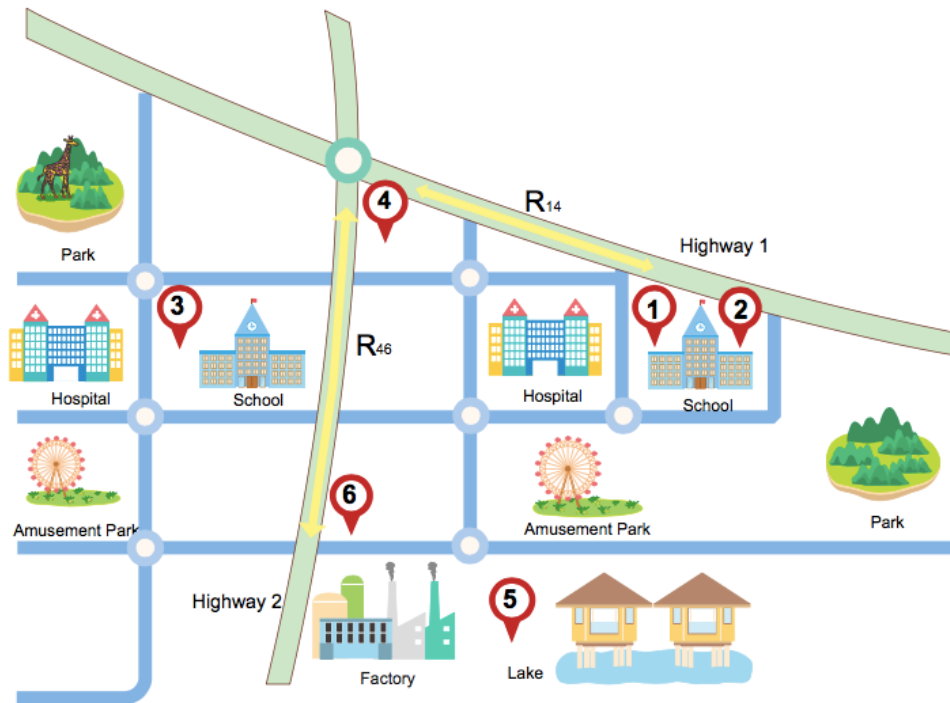 4
R14
Highway 1
Park
3
1
2
R46
Hospital
School
Hospital
School
6
Amusement Park
Amusement Park
Park
Highway 2
5
Factory
Lake